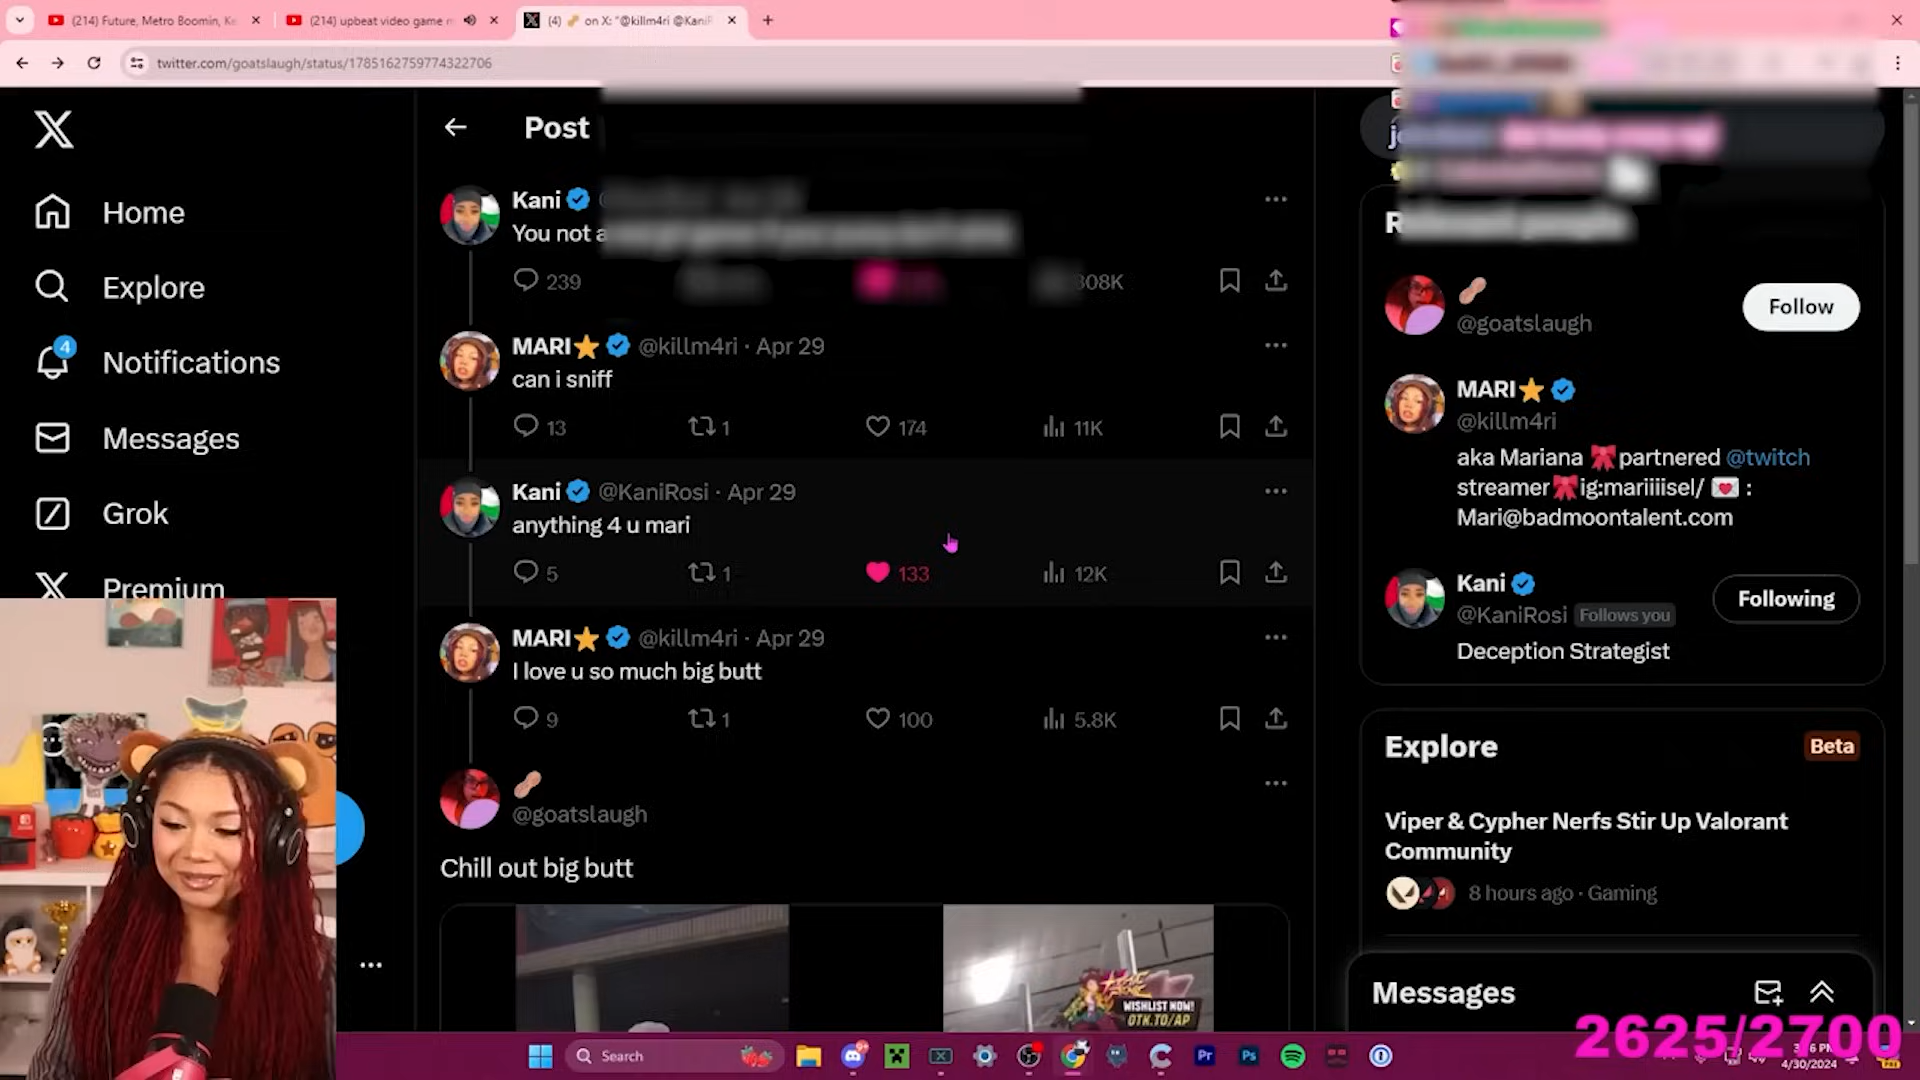 (214) Future, Metro Boomin, Ke
(214) upbeat video game m
(4) 🥜 on X: "@killm4ri @KaniR
twitter.com/goatslaugh/status/1785162759774322706
Home
Explore
Notifications
4
Messages
Grok
Premium
Post
Kani
You not a
239
308K
MARI⭐ @killm4ri · Apr 29
can i sniff
13 1 174 11K
Kani @KaniRosi · Apr 29
anything 4 u mari
5 1 133 12K
MARI⭐ @killm4ri · Apr 29
I love u so much big butt
9 1 100 5.8K
🥜
@goatslaugh
Chill out big butt
WISHLIST NOW!
OTK.TO/AP
🥜
@goatslaugh
Follow
MARI⭐
@killm4ri
aka Mariana 🎀partnered @twitch
streamer🎀ig:mariiiisel/ 💌 :
Mari@badmoontalent.com
Kani
@KaniRosi Follows you
Following
Deception Strategist
Explore
Beta
Viper & Cypher Nerfs Stir Up Valorant
Community
8 hours ago · Gaming
Messages
2625/2700
Search
Pr
Ps
4/30/2024